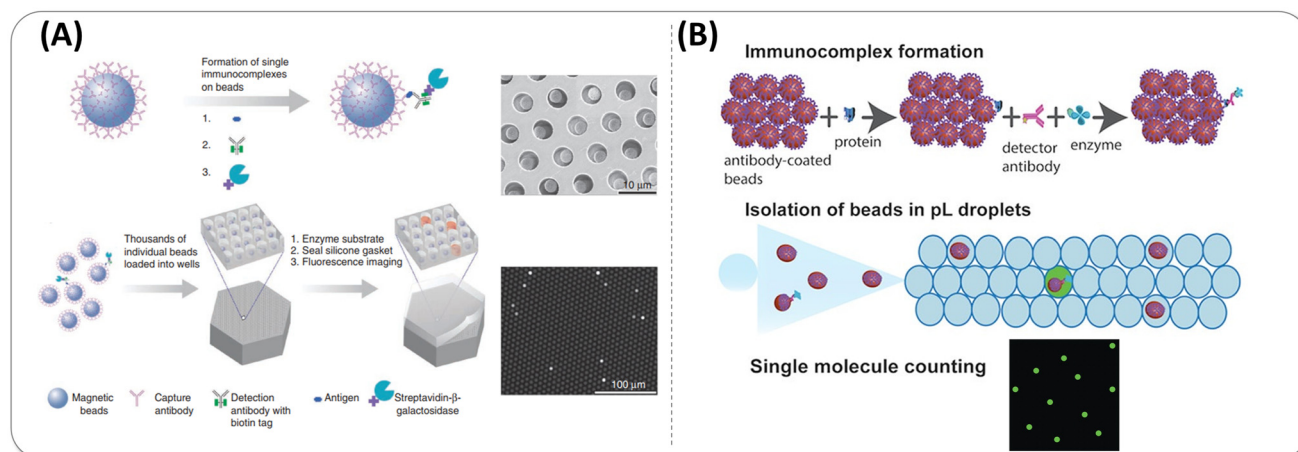 (A)
Formation of single
immunocomplexes
on beads
1.
2.
3.
10 μm
Thousands of
individual beads
loaded into wells
1. Enzyme substrate
2. Seal silicone gasket
3. Fluorescence imaging
100 μm
Magnetic
beads
Capture
antibody
Detection
antibody with
biotin tag
Antigen
Streptavidin-β-
galactosidase
(B)
Immunocomplex formation
antibody-coated
beads
protein
detector
antibody
enzyme
Isolation of beads in pL droplets
Single molecule counting